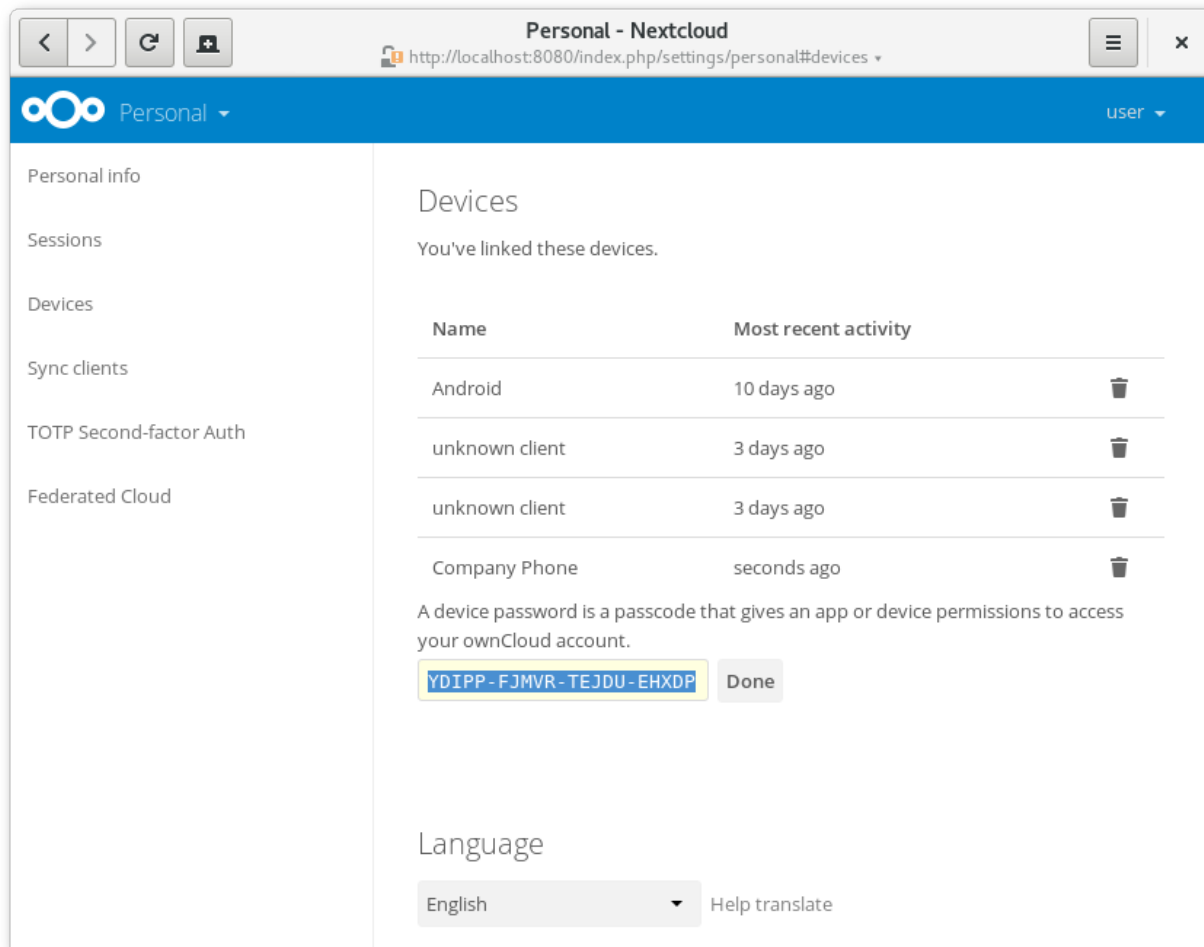 Personal - Nextcloud
http://localhost:8080/index.php/settings/personal#devices
Personal
user
Personal info
Sessions
Devices
Sync clients
TOTP Second-factor Auth
Federated Cloud
Devices
You've linked these devices.
Name Most recent activity
Android 10 days ago
unknown client 3 days ago
unknown client 3 days ago
Company Phone seconds ago
A device password is a passcode that gives an app or device permissions to access
your ownCloud account.
YDIPP-FJMVR-TEJDU-EHXDP Done
Language
English Help translate